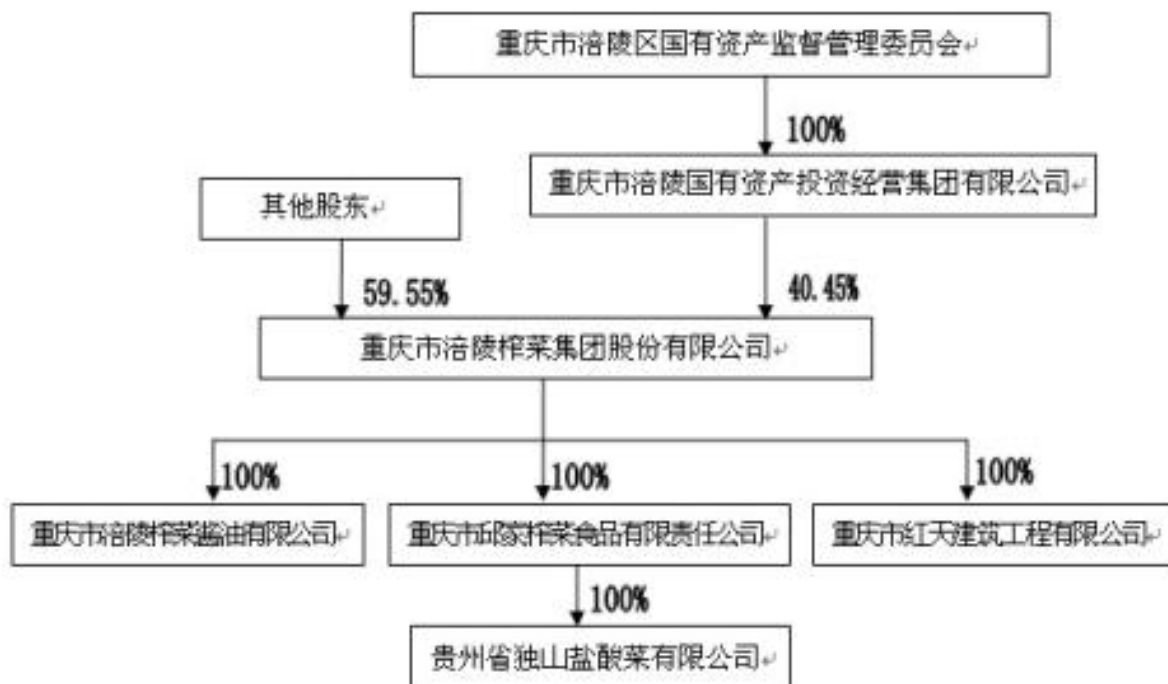 重庆市涪陵区国有资产监督管理委员会
100%
重庆市涪陵国有资产投资经营集团有限公司
其他股东
59.55%
40.45%
重庆市涪陵榨菜集团股份有限公司
100%
100%
100%
重庆市涪陵榨菜酱油有限公司
重庆市邱家榨菜食品有限责任公司
重庆市红天建筑工程有限公司
100%
贵州省独山盐酸菜有限公司